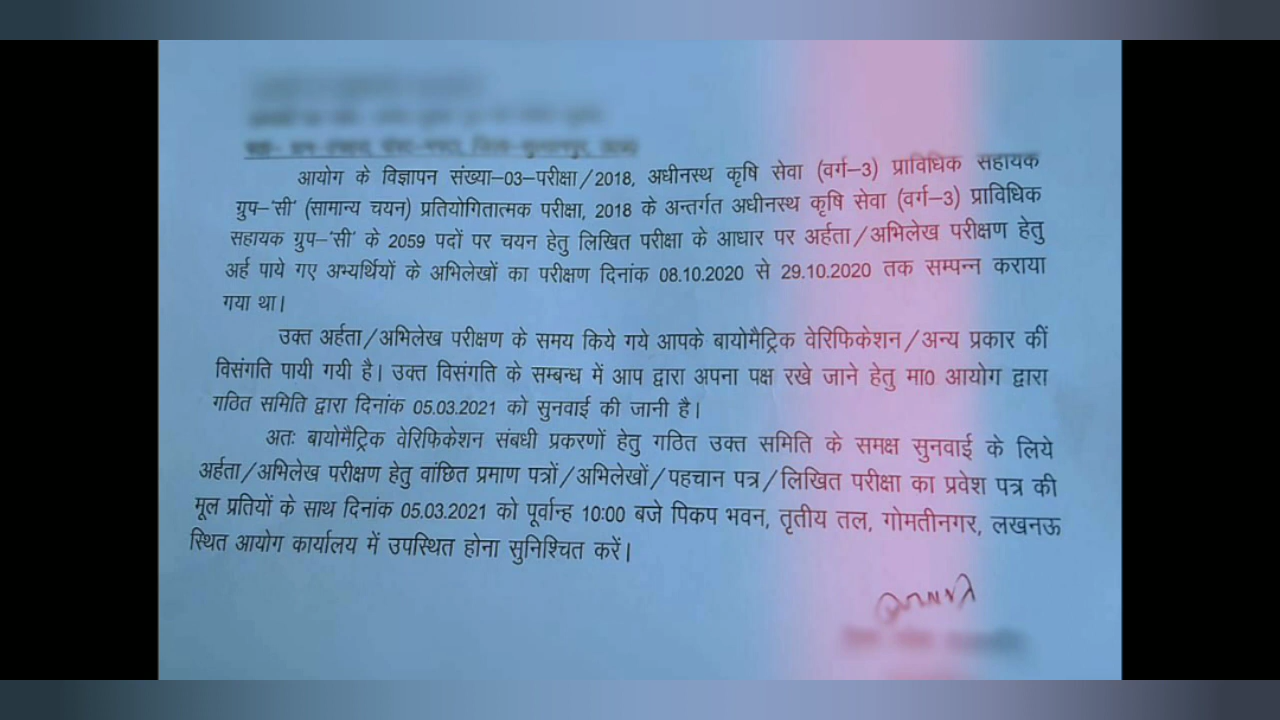 आयोग के विज्ञापन संख्या–03–परीक्षा/2018, अधीनस्थ कृषि सेवा (वर्ग–3) प्राविधिक सहायक
ग्रुप–'सी' (सामान्य चयन) प्रतियोगितात्मक परीक्षा, 2018 के अन्तर्गत अधीनस्थ कृषि सेवा (वर्ग–3) प्राविधिक
सहायक ग्रुप–'सी' के 2059 पदों पर चयन हेतु लिखित परीक्षा के आधार पर अर्हता/अभिलेख परीक्षण हेतु
अर्ह पाये गए अभ्यर्थियों के अभिलेखों का परीक्षण दिनांक 08.10.2020 से 29.10.2020 तक सम्पन्न कराया
गया था।
उक्त अर्हता/अभिलेख परीक्षण के समय किये गये आपके बायोमैट्रिक वेरिफिकेशन/अन्य प्रकार कीं
विसंगति पायी गयी है। उक्त विसंगति के सम्बन्ध में आप द्वारा अपना पक्ष रखे जाने हेतु मा0 आयोग द्वारा
गठित समिति द्वारा दिनांक 05.03.2021 को सुनवाई की जानी है।
अतः बायोमैट्रिक वेरिफिकेशन संबधी प्रकरणों हेतु गठित उक्त समिति के समक्ष सुनवाई के लिये
अर्हता/अभिलेख परीक्षण हेतु वांछित प्रमाण पत्रों/अभिलेखों/पहचान पत्र/लिखित परीक्षा का प्रवेश पत्र की
मूल प्रतियों के साथ दिनांक 05.03.2021 को पूर्वान्ह 10:00 बजे पिकप भवन, तृतीय तल, गोमतीनगर, लखनऊ
स्थित आयोग कार्यालय में उपस्थित होना सुनिश्चित करें।